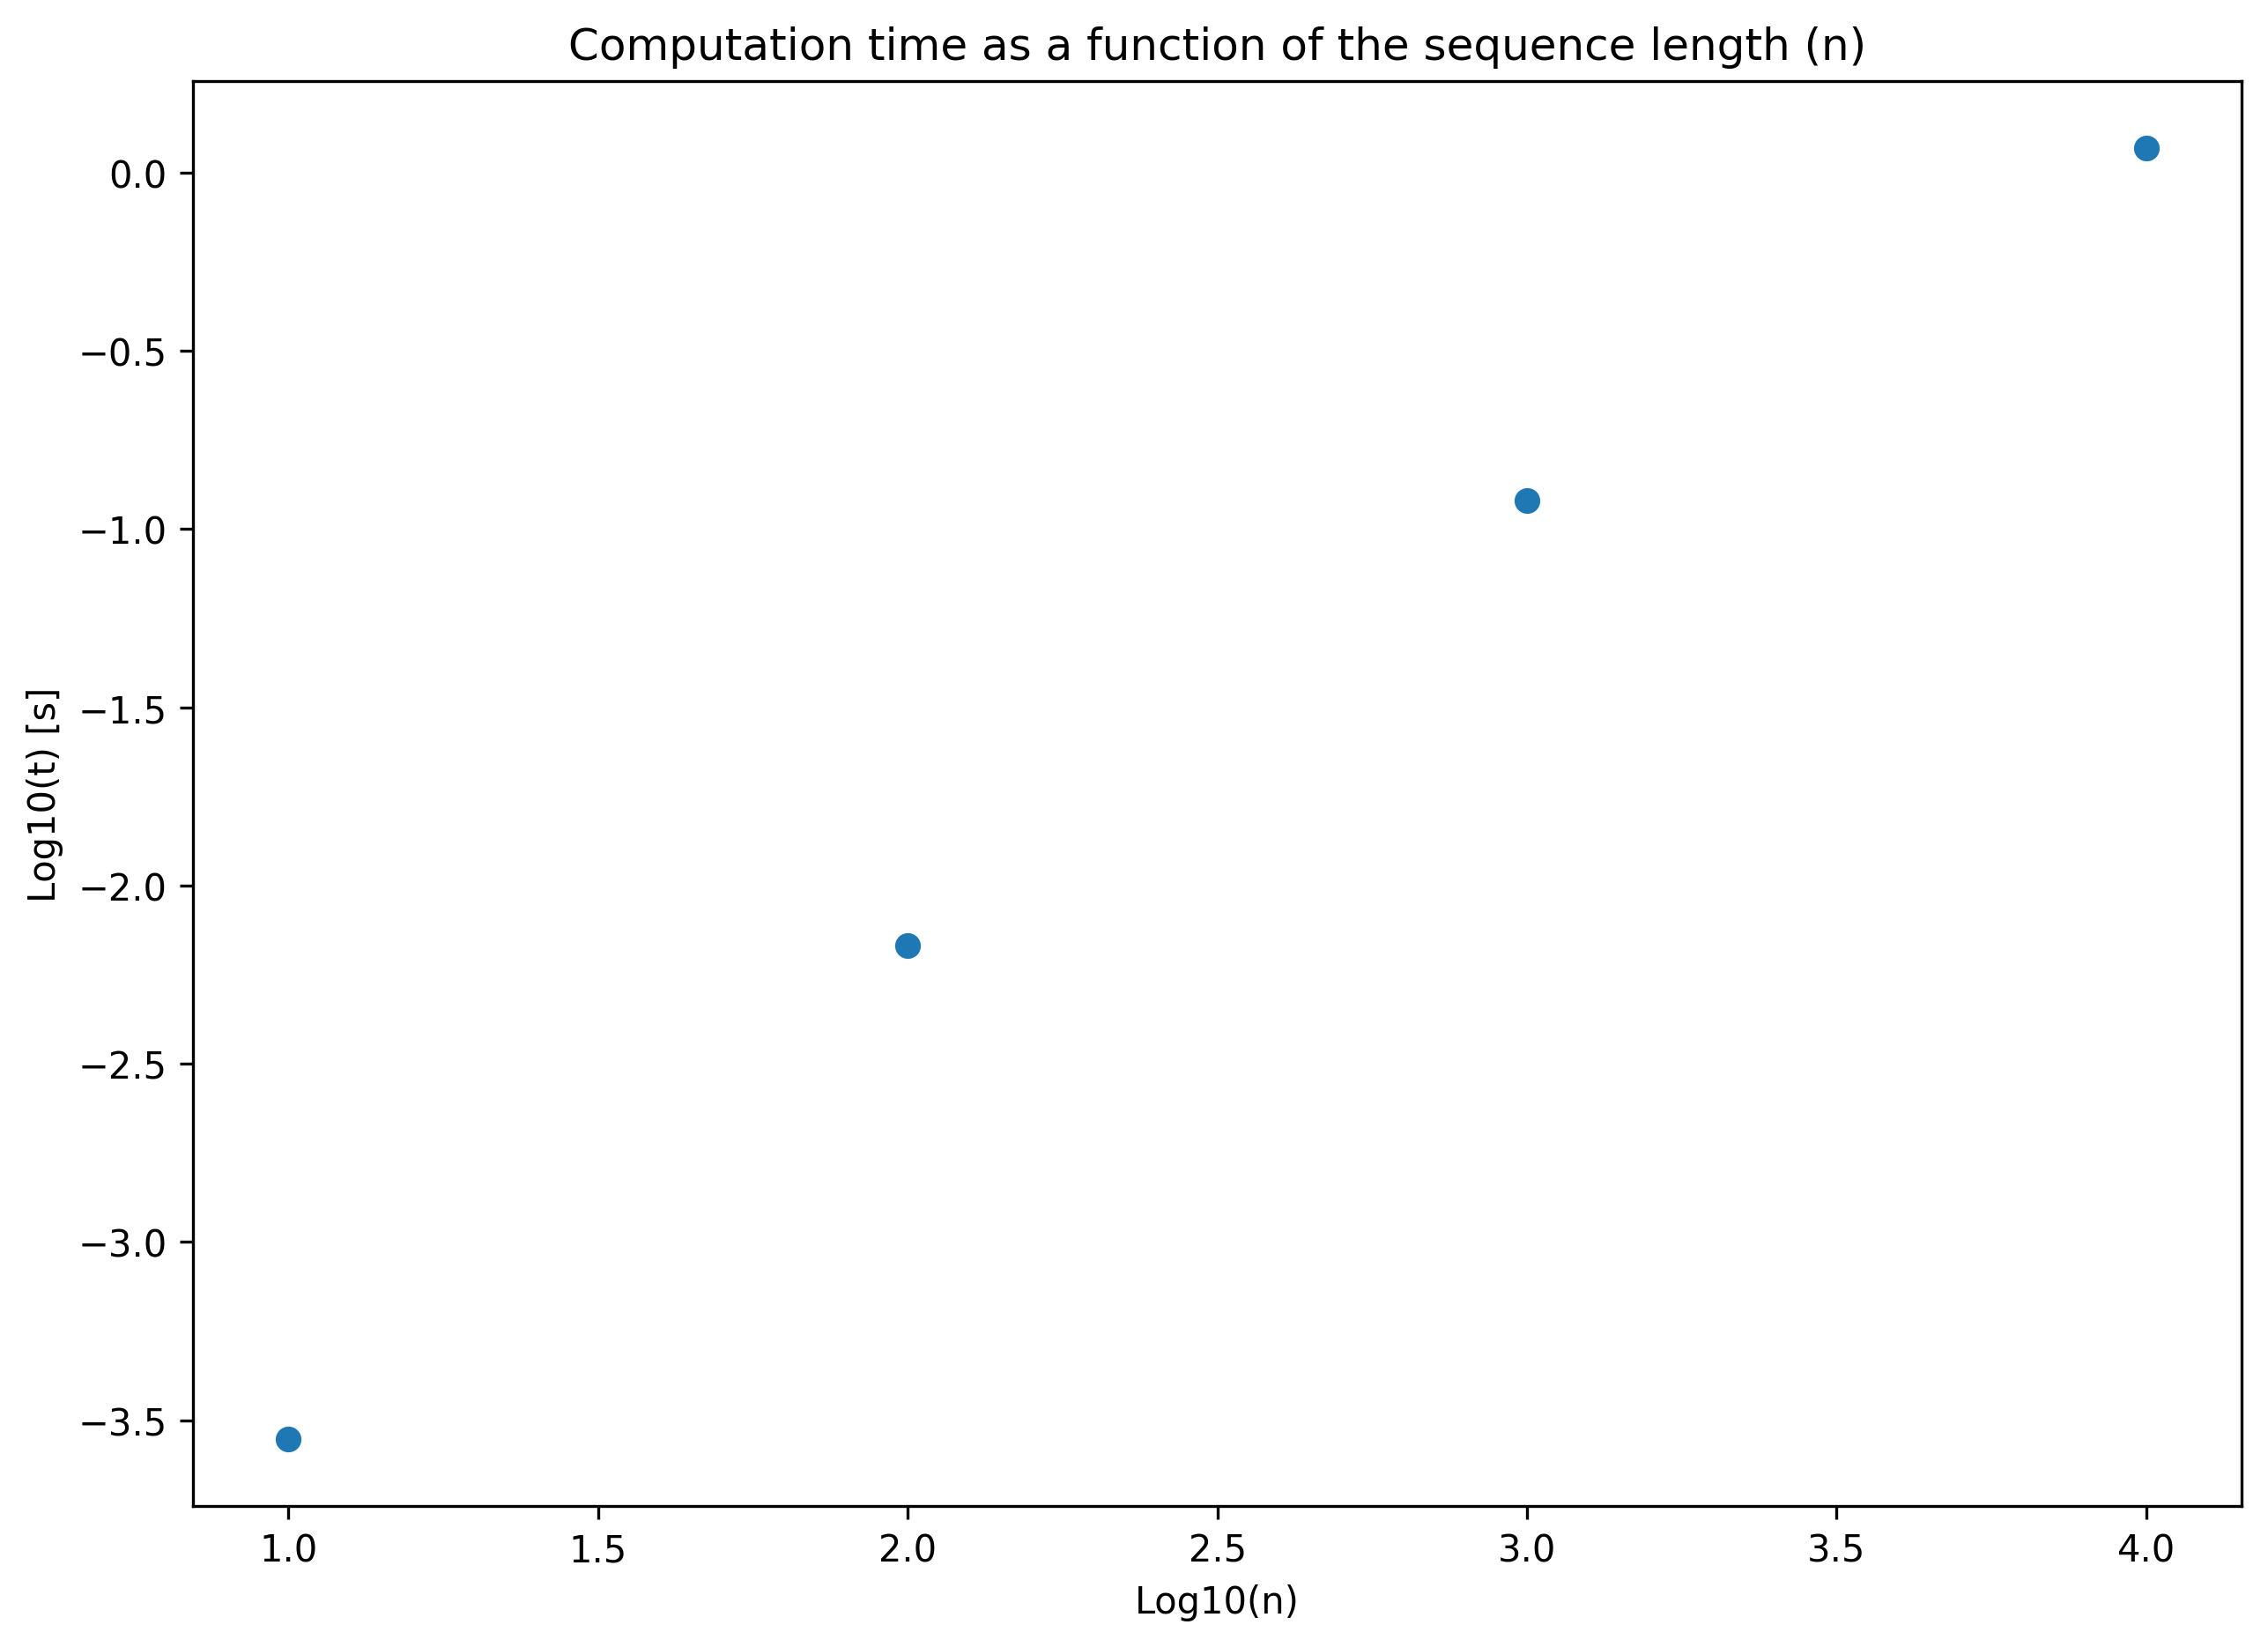 Computation time as a function of the sequence length (n)
0.0
−0.5
−1.0
−1.5
−2.0
−2.5
−3.0
−3.5
Log10(t) [s]
1.0 1.5 2.0 2.5 3.0 3.5 4.0
Log10(n)